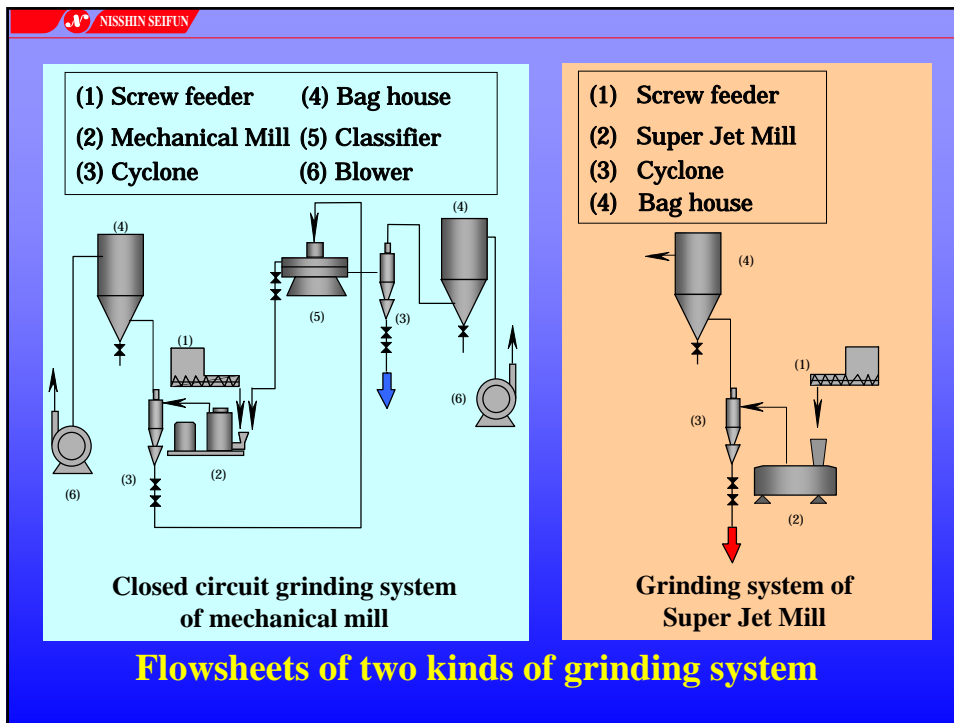 NISSHIN SEIFUN
(1) Screw feeder (4) Bag house
(2) Mechanical Mill (5) Classifier
(3) Cyclone (6) Blower
(4)
(4)
(1)
(5)
(3)
(6)
(6)
(3)
(2)
Closed circuit grinding system
of mechanical mill
(1) Screw feeder
(2) Super Jet Mill
(3) Cyclone
(4) Bag house
(4)
(1)
(3)
(2)
Grinding system of
Super Jet Mill
Flowsheets of two kinds of grinding system